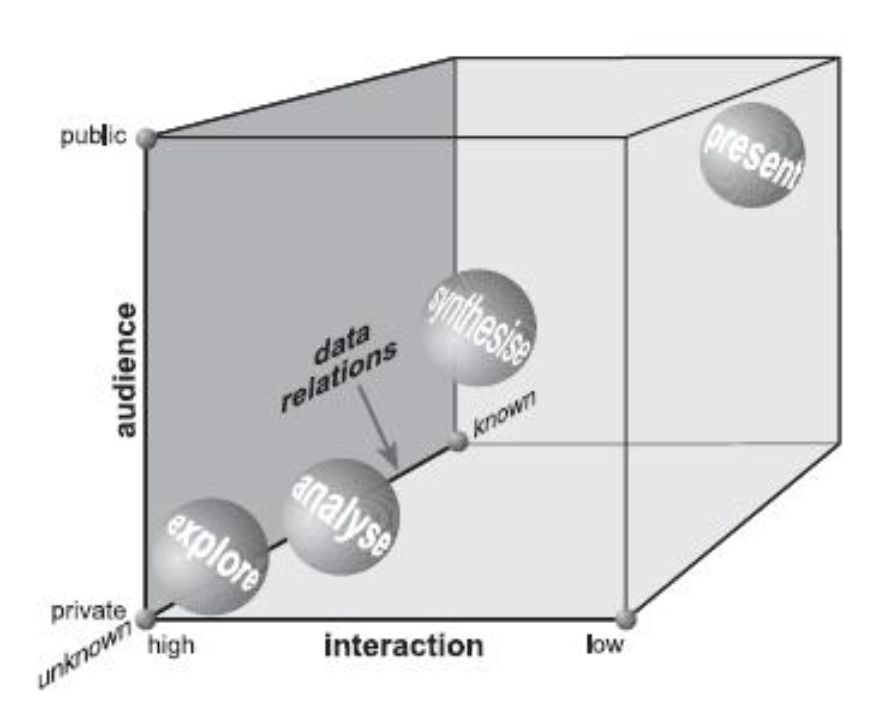 public
present
synthesise
data
relations
audience
known
analyse
explore
private
unknown
high
interaction
low